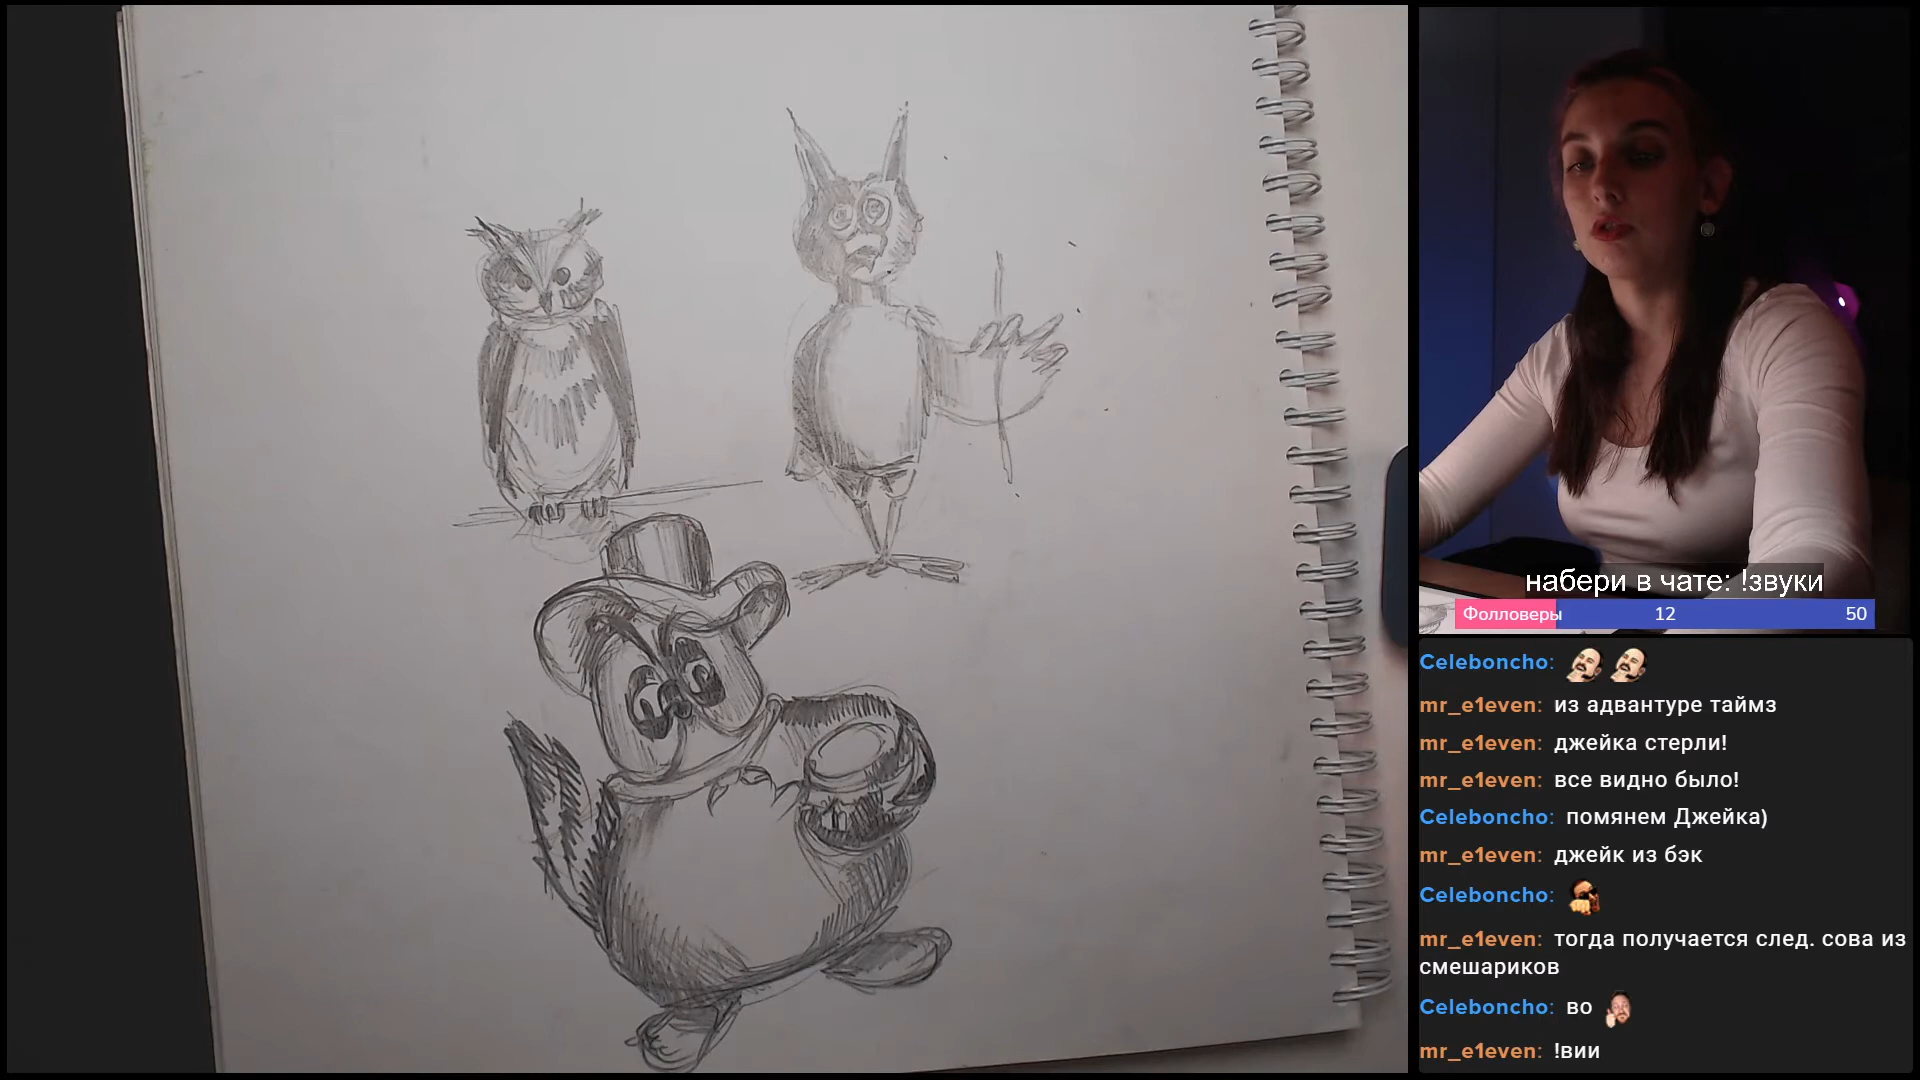 набери в чате: !звуки
Фолловеры 12 50
Celeboncho:
mr_e1even: из адвантуре таймз
mr_e1even: джейка стерли!
mr_e1even: все видно было!
Celeboncho: помянем Джейка)
mr_e1even: джейк из бэк
Celeboncho:
mr_e1even: тогда получается след. сова из
смешариков
Celeboncho: во
mr_e1even: !вии